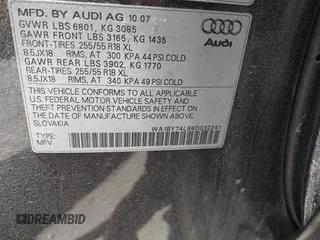 MFD. BY AUDI AG 10.07
GVWR LBS 6801, KG 3085
GAWR FRONT LBS 3165, KG 1435
FRONT-TIRES 255/55 R18 XL
8.5JX18 RIMS, AT 300 KPA 44 PSI COLD
GAWR REAR LBS 3902, KG 1770
REAR-TIRES 255/55 R18 XL
8.5JX18 RIMS, AT 340 KPA 49 PSI COLD
Audi
THIS VEHICLE CONFORMS TO ALL APPLICABLE
FEDERAL MOTOR VEHICLE SAFETY STANDARDS
AND THEFT PREVENTION STANDARDS IN EFFECT
ON THE DATE OF MANUFACTURE SHOWN ABOVE.
SLOVAKIA
TYPE:
MPV
WA1BY74L88D032241
DREAMBID